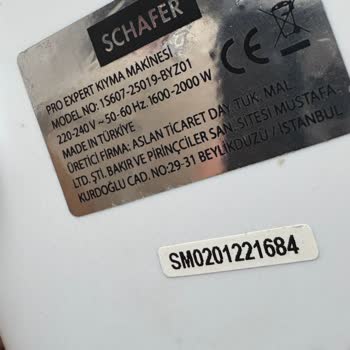 SCHAFER
PRO EXPERT KIYMA MAKİNESİ
MODEL NO: 1S607-25019-BYZ01
220-240V ~ 50-60 Hz 1600-2000 W
MADE IN TÜRKİYE
ÜRETİCİ FİRMA: ASLAN TİCARET DAY. TUK. MAL.
LTD. ŞTİ. BAKIR VE PİRİNÇÇİLER SAN. SİTESİ MUSTAFA
KURDOĞLU CAD. NO:29-31 BEYLİKDÜZÜ / İSTANBUL
CE
SM0201221684